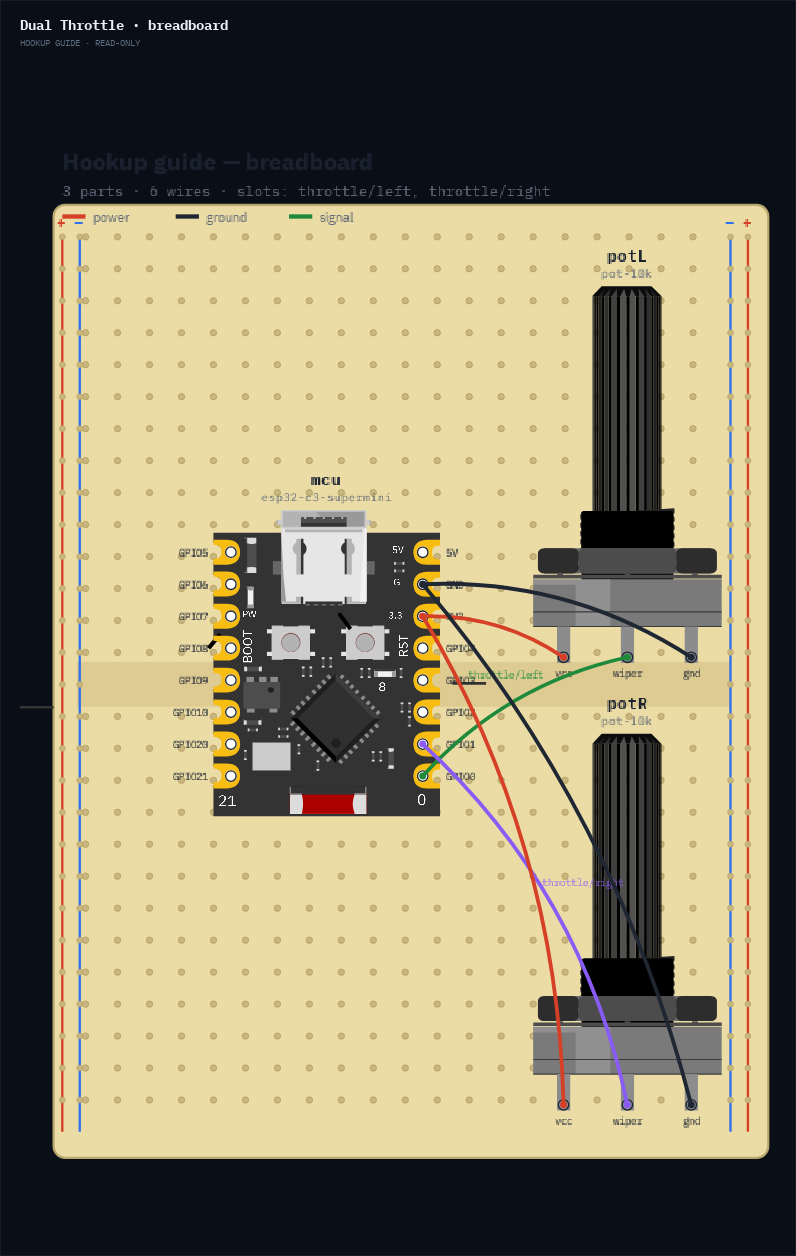 Dual Throttle · breadboard
HOOKUP GUIDE · READ-ONLY
Hookup guide — breadboard
3 parts · 6 wires · slots: throttle/left, throttle/right
power ground signal
+ − − +
potL
pot-10k
mcu
esp32-c3-supermini
GPIO5 5V 5V
GPIO6 G GND
GPIO7 PW 3.3 3V3
GPIO8 BOOT RST GPIO4
vcc wiper gnd
throttle/left
GPIO9 8 GPIO3
potR
GPIO10 GPIO2
pot-10k
GPIO20 GPIO1
GPIO21 GPIO0
21 0
throttle/right
vcc wiper gnd